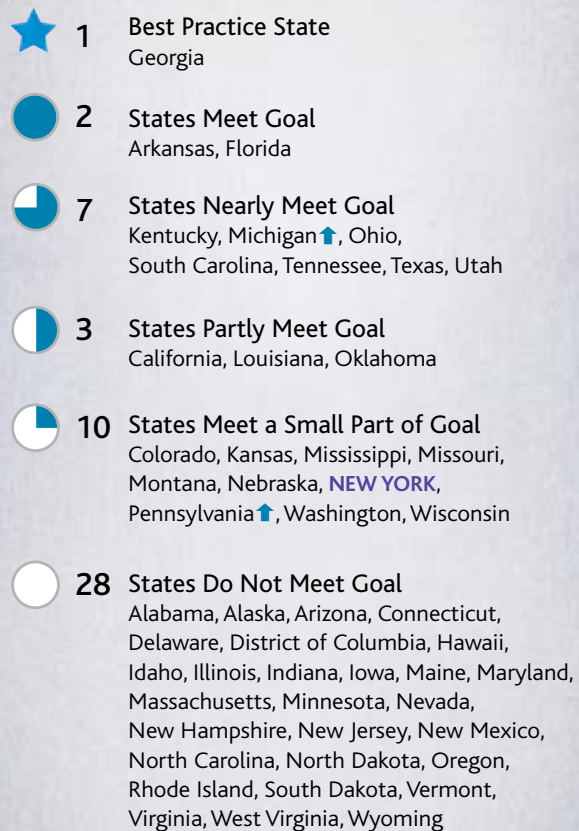 1 Best Practice State
Georgia
2 States Meet Goal
Arkansas, Florida
7 States Nearly Meet Goal
Kentucky, Michigan⬆, Ohio,
South Carolina, Tennessee, Texas, Utah
3 States Partly Meet Goal
California, Louisiana, Oklahoma
10 States Meet a Small Part of Goal
Colorado, Kansas, Mississippi, Missouri,
Montana, Nebraska, NEW YORK,
Pennsylvania⬆, Washington, Wisconsin
28 States Do Not Meet Goal
Alabama, Alaska, Arizona, Connecticut,
Delaware, District of Columbia, Hawaii,
Idaho, Illinois, Indiana, Iowa, Maine, Maryland,
Massachusetts, Minnesota, Nevada,
New Hampshire, New Jersey, New Mexico,
North Carolina, North Dakota, Oregon,
Rhode Island, South Dakota, Vermont,
Virginia, West Virginia, Wyoming